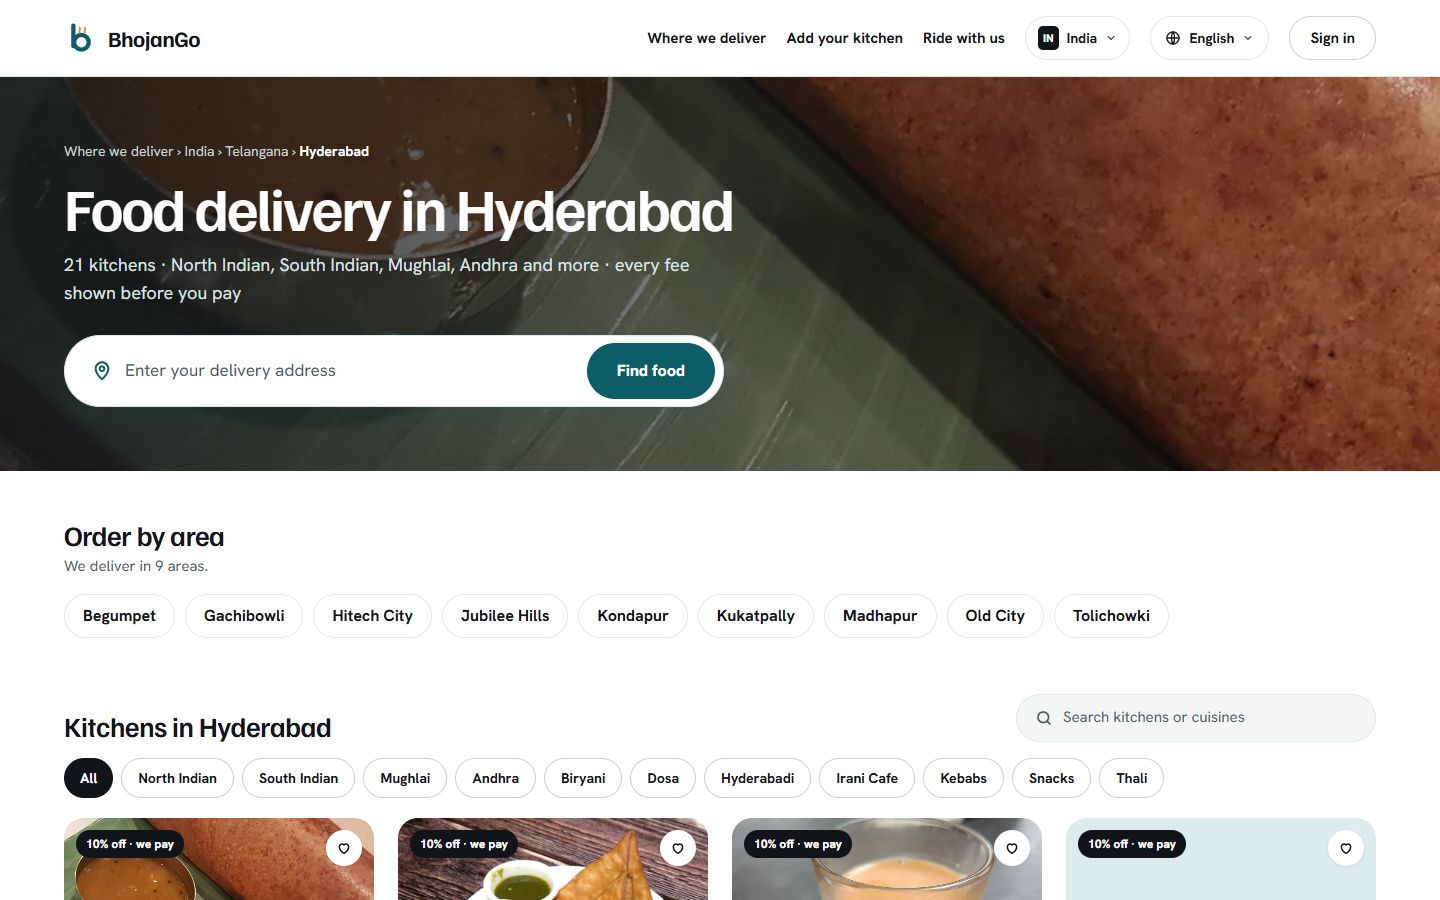 BhojanGo
Where we deliver
Add your kitchen
Ride with us
IN India
English
Sign in
Where we deliver › India › Telangana › Hyderabad
Food delivery in Hyderabad
21 kitchens · North Indian, South Indian, Mughlai, Andhra and more · every fee
shown before you pay
Enter your delivery address
Find food
Order by area
We deliver in 9 areas.
Begumpet
Gachibowli
Hitech City
Jubilee Hills
Kondapur
Kukatpally
Madhapur
Old City
Tolichowki
Kitchens in Hyderabad
Search kitchens or cuisines
All
North Indian
South Indian
Mughlai
Andhra
Biryani
Dosa
Hyderabadi
Irani Cafe
Kebabs
Snacks
Thali
10% off · we pay
10% off · we pay
10% off · we pay
10% off · we pay